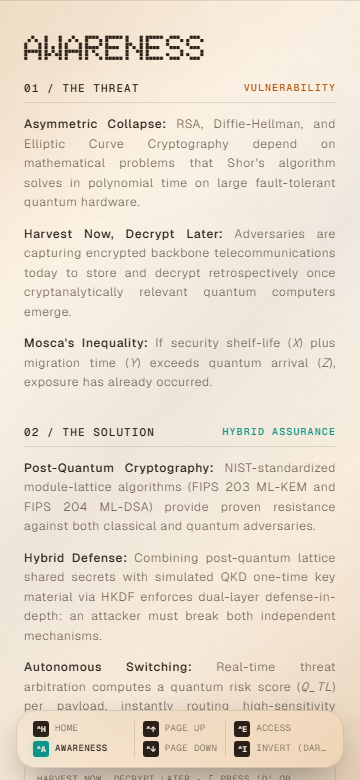 AWARENESS
01 / THE THREAT VULNERABILITY
Asymmetric Collapse: RSA, Diffie-Hellman, and
Elliptic Curve Cryptography depend on
mathematical problems that Shor's algorithm
solves in polynomial time on large fault-tolerant
quantum hardware.
Harvest Now, Decrypt Later: Adversaries are
capturing encrypted backbone telecommunications
today to store and decrypt retrospectively once
cryptanalytically relevant quantum computers
emerge.
Mosca's Inequality: If security shelf-life (X) plus
migration time (Y) exceeds quantum arrival (Z),
exposure has already occurred.
02 / THE SOLUTION HYBRID ASSURANCE
Post-Quantum Cryptography: NIST-standardized
module-lattice algorithms (FIPS 203 ML-KEM and
FIPS 204 ML-DSA) provide proven resistance
against both classical and quantum adversaries.
Hybrid Defense: Combining post-quantum lattice
shared secrets with simulated QKD one-time key
material via HKDF enforces dual-layer defense-in-
depth: an attacker must break both independent
mechanisms.
Autonomous Switching: Real-time threat
arbitration computes a quantum risk score (Q_TL)
per payload, instantly routing high-sensitivity
^H HOME ^↑ PAGE UP ^E ACCESS
^A AWARENESS ^↓ PAGE DOWN ^I INVERT (DAR…
HARVEST NOW, DECRYPT LATER - [ PRESS 'D' OR